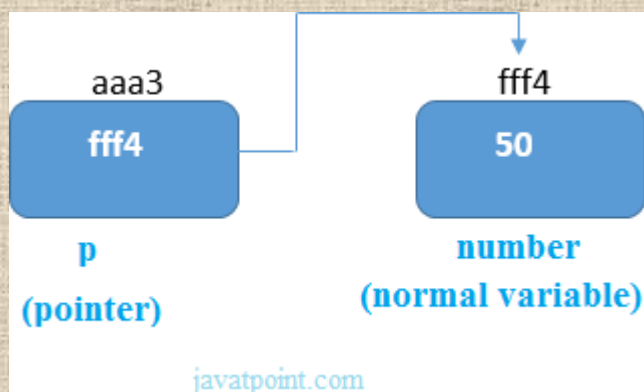 aaa3
fff4
fff4
50
p
(pointer)
number
(normal variable)
javatpoint.com